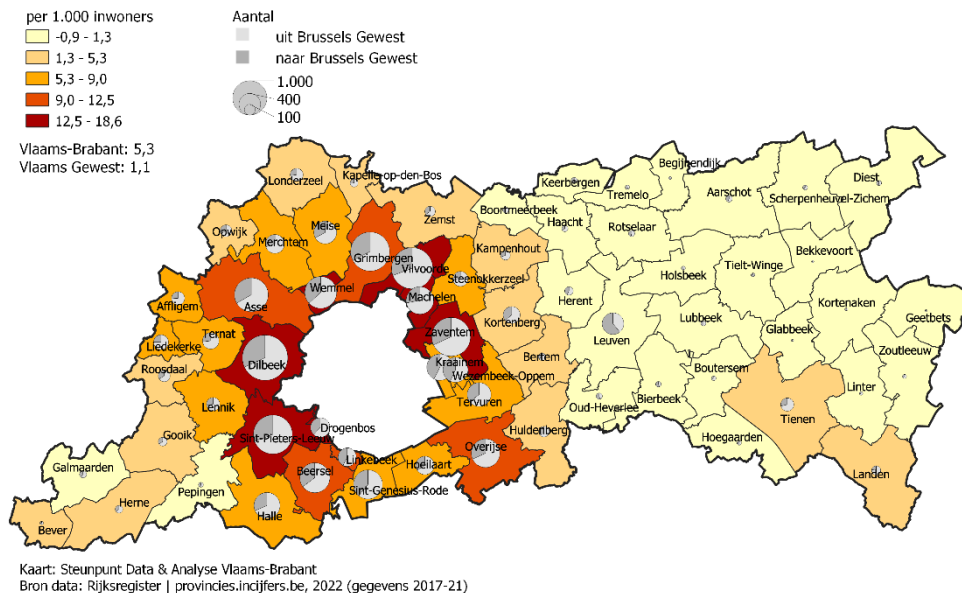 per 1.000 inwoners
-0,9 - 1,3
1,3 - 5,3
5,3 - 9,0
9,0 - 12,5
12,5 - 18,6
Vlaams-Brabant: 5,3
Vlaams Gewest: 1,1
Aantal
uit Brussels Gewest
naar Brussels Gewest
1.000
400
100
Londerzeel
Kapelle-op-den-Bos
Zemst
Opwijk
Merchtem
Meise
Grimbergen
Vilvoorde
Boortmeerbeek
Keerbergen
Tremelo
Begijnendijk
Aarschot
Scherpenheuvel-Zichem
Diest
Haacht
Rotselaar
Kampenhout
Steenokkerzeel
Wemmel
Machelen
Asse
Affligem
Ternat
Liedekerke
Roosdaal
Dilbeek
Zaventem
Kortenberg
Herent
Leuven
Holsbeek
Tielt-Winge
Bekkevoort
Kortenaken
Geetbets
Lubbeek
Glabbeek
Zoutleeuw
Kraainem
Wezembeek-Oppem
Bertem
Tervuren
Lennik
Gooik
Sint-Pieters-Leeuw
Drogenbos
Linkebeek
Beersel
Hoeilaart
Overijse
Huldenberg
Oud-Heverlee
Bierbeek
Boutersem
Linter
Tienen
Hoegaarden
Landen
Galmaarden
Herne
Pepingen
Halle
Sint-Genesius-Rode
Bever
Kaart: Steunpunt Data & Analyse Vlaams-Brabant
Bron data: Rijksregister | provincies.incijfers.be, 2022 (gegevens 2017-21)